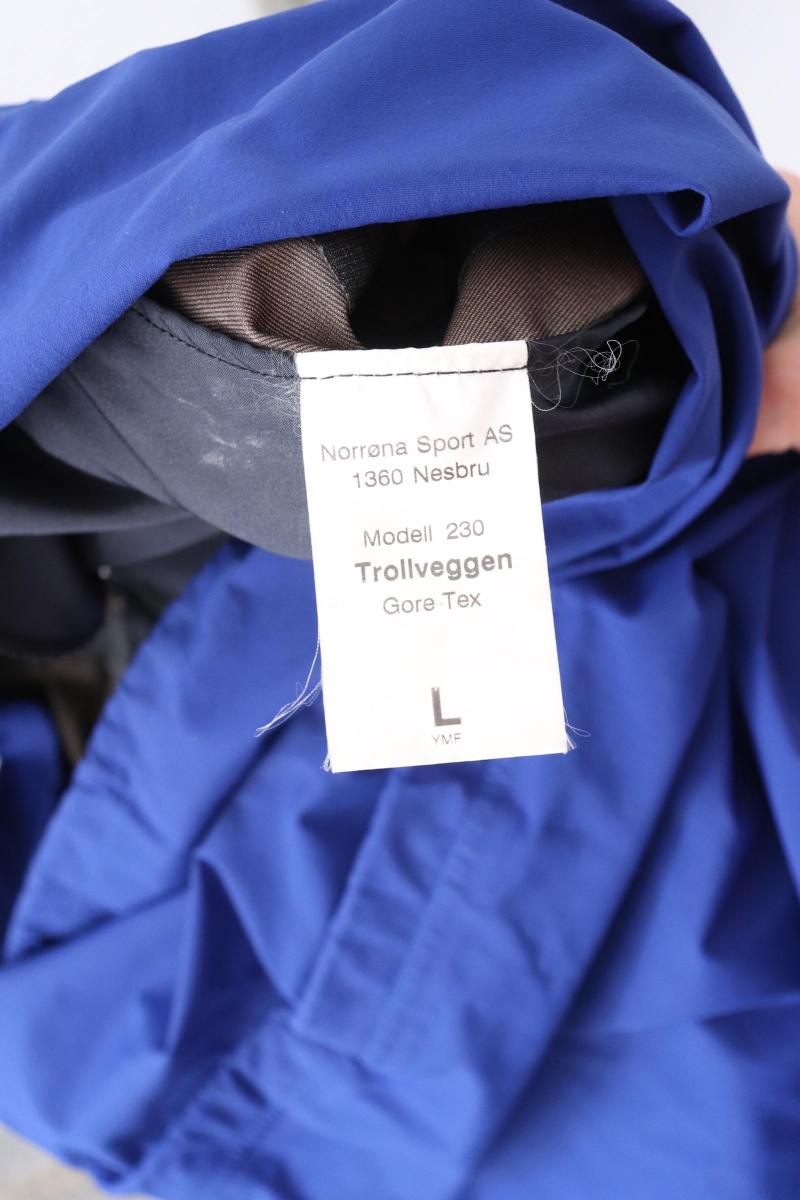 Norrøna Sport AS
1360 Nesbru
Modell 230
Trollveggen
Gore-Tex
L
YMF